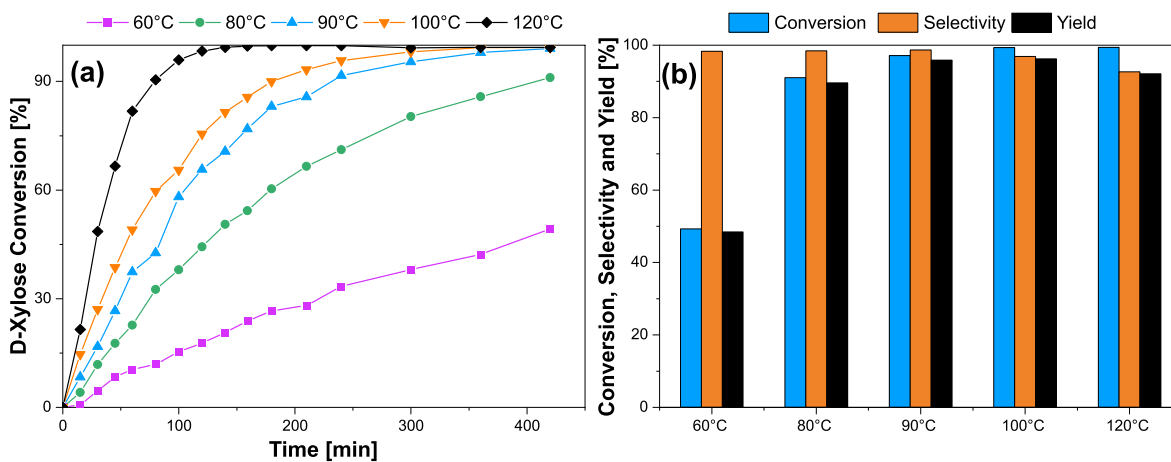 60°C 80°C 90°C 100°C 120°C
(a)
D-Xylose Conversion [%]
90
60
30
0
0 100 200 300 400
Time [min]
Conversion Selectivity Yield
(b)
Conversion, Selectivity and Yield [%]
100
80
60
40
20
0
60°C 80°C 90°C 100°C 120°C